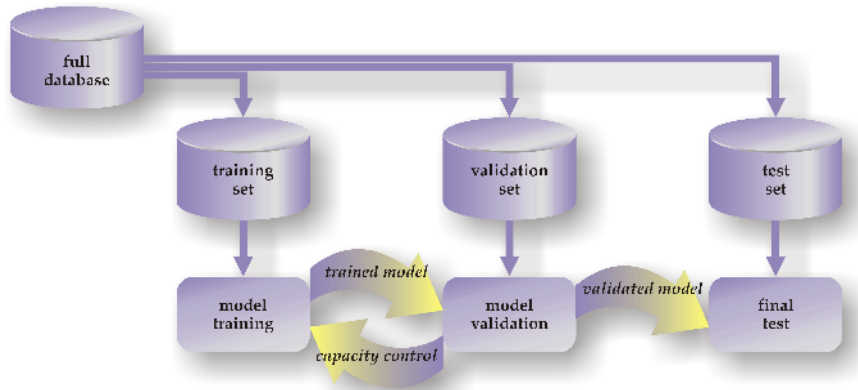 full
database
training
set
validation
set
test
set
trained model
validated model
model
training
model
validation
final
test
capacity control